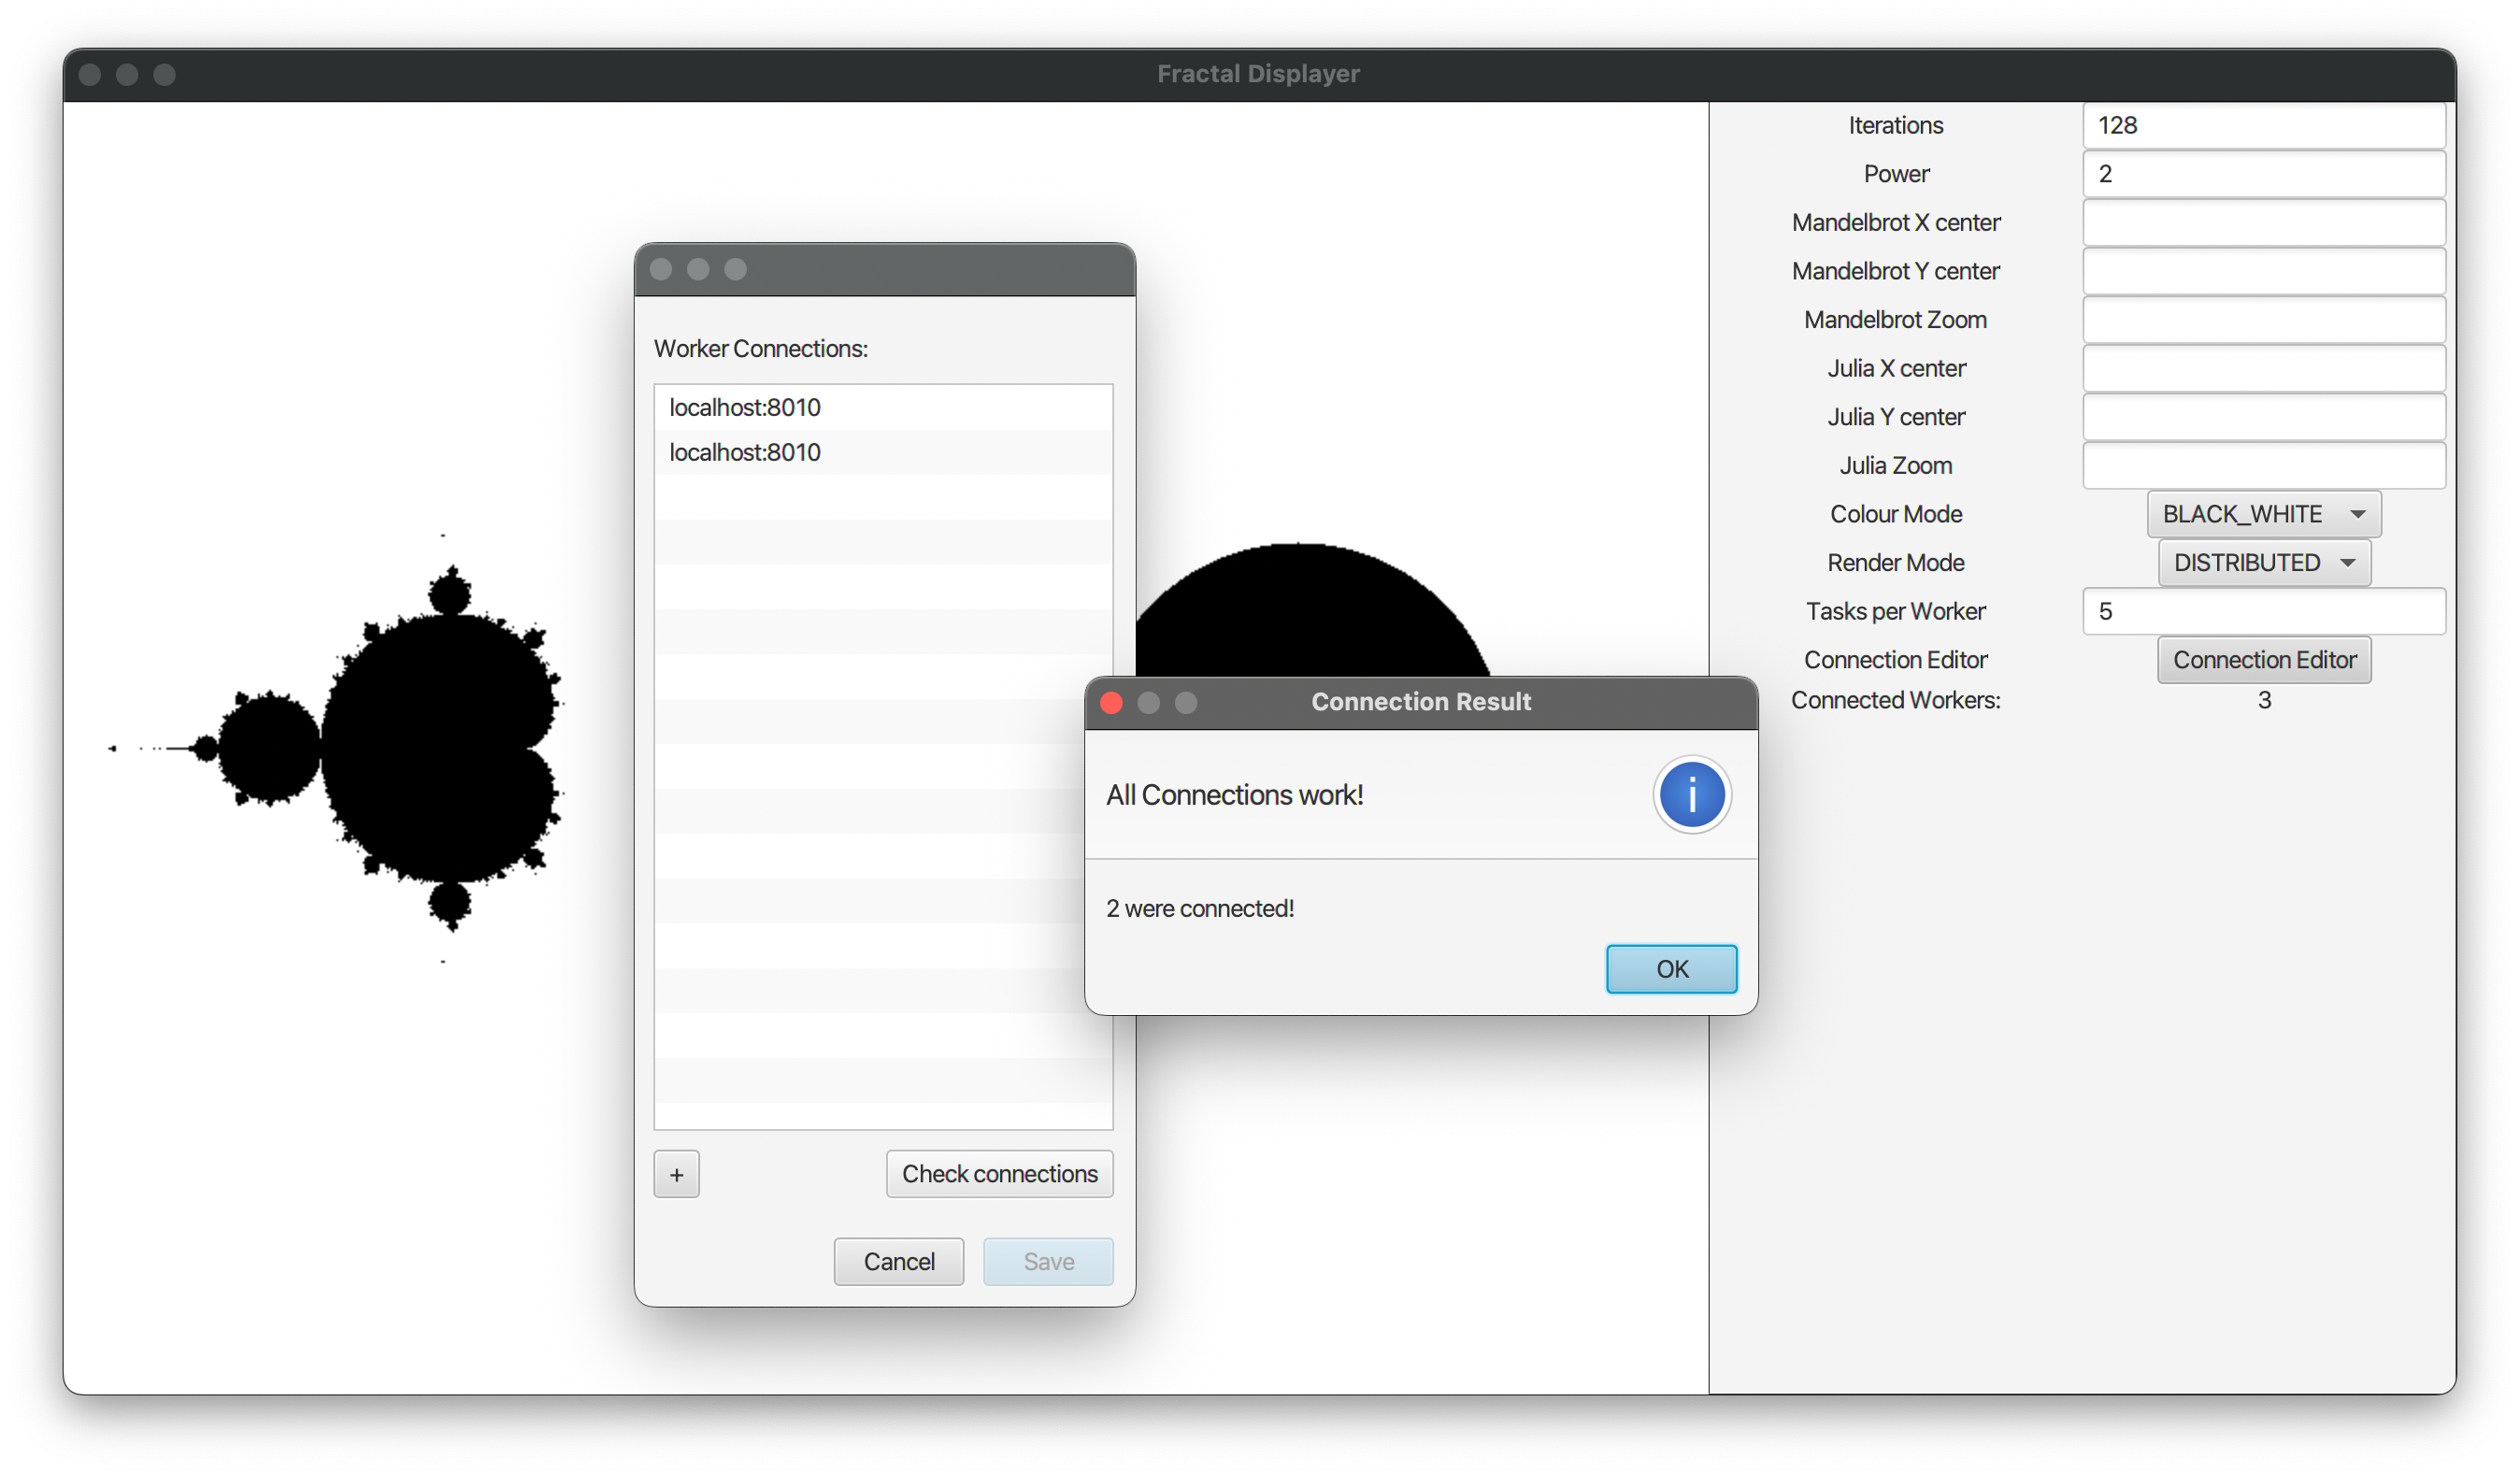 Fractal Displayer
Iterations 128
Power 2
Mandelbrot X center
Mandelbrot Y center
Mandelbrot Zoom
Julia X center
Julia Y center
Julia Zoom
Colour Mode BLACK_WHITE
Render Mode DISTRIBUTED
Tasks per Worker 5
Connection Editor Connection Editor
Connected Workers: 3
Worker Connections:
localhost:8010
localhost:8010
+ Check connections
Cancel Save
Connection Result
All Connections work!
i
2 were connected!
OK